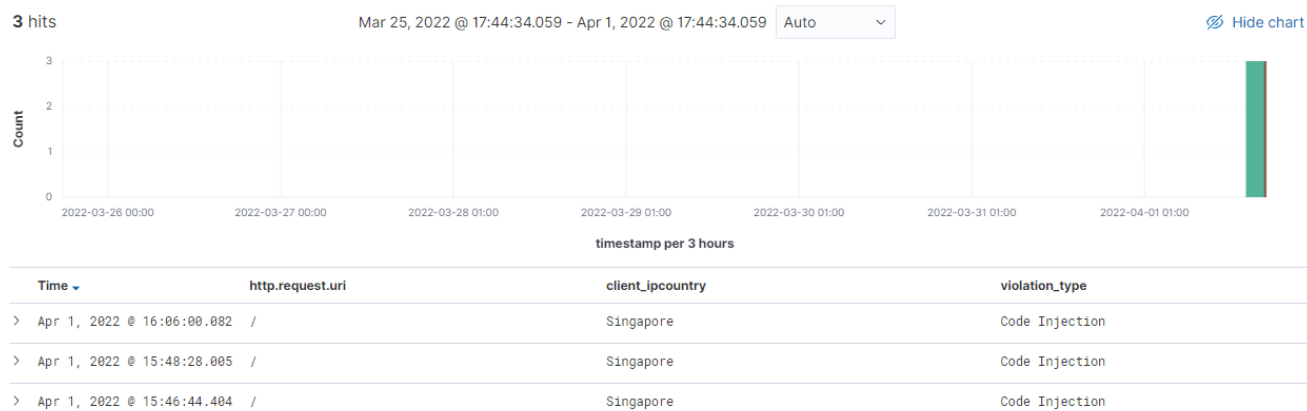 3 hits Mar 25, 2022 @ 17:44:34.059 - Apr 1, 2022 @ 17:44:34.059 Auto Hide chart
3
2
1
0
Count
2022-03-26 00:00 2022-03-27 00:00 2022-03-28 01:00 2022-03-29 01:00 2022-03-30 01:00 2022-03-31 01:00 2022-04-01 01:00
timestamp per 3 hours
Time http.request.uri client_ipcountry violation_type
Apr 1, 2022 @ 16:06:00.082 / Singapore Code Injection
Apr 1, 2022 @ 15:48:28.005 / Singapore Code Injection
Apr 1, 2022 @ 15:46:44.404 / Singapore Code Injection